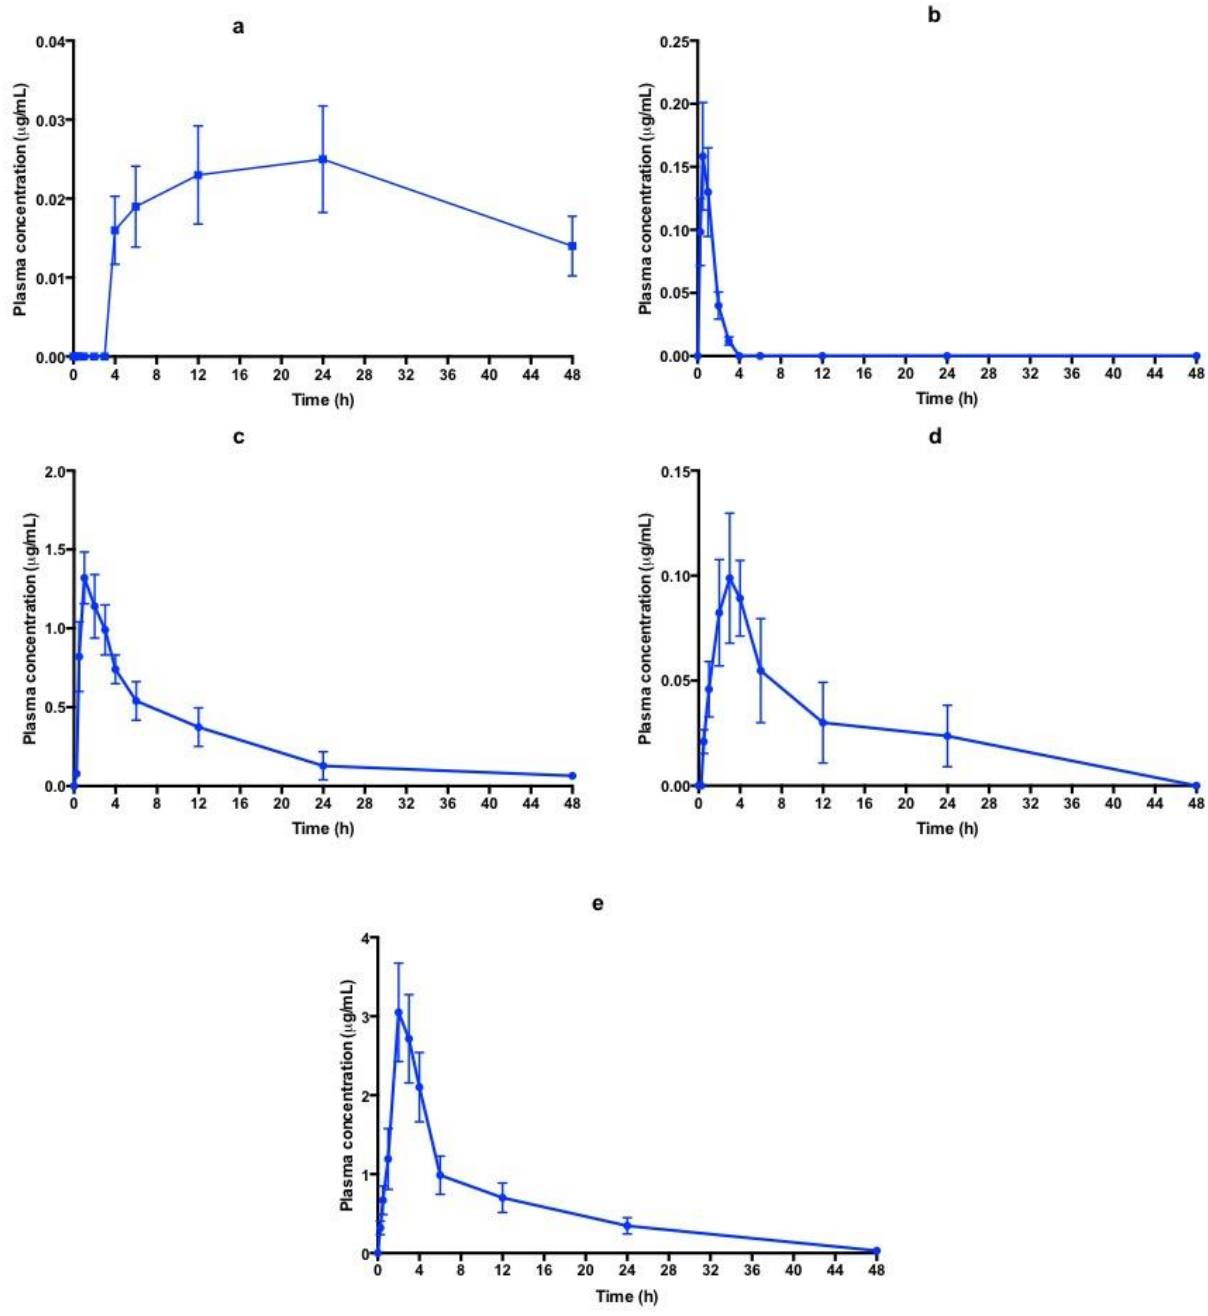 a
Plasma concentration (μg/mL)
0.04
0.03
0.02
0.01
0.00
0 4 8 12 16 20 24 28 32 36 40 44 48
Time (h)
b
Plasma concentration (μg/mL)
0.25
0.20
0.15
0.10
0.05
0.00
0 4 8 12 16 20 24 28 32 36 40 44 48
Time (h)
c
Plasma concentration (μg/mL)
2.0
1.5
1.0
0.5
0.0
0 4 8 12 16 20 24 28 32 36 40 44 48
Time (h)
d
Plasma concentration (μg/mL)
0.15
0.10
0.05
0.00
0 4 8 12 16 20 24 28 32 36 40 44 48
Time (h)
e
Plasma concentration (μg/mL)
4
3
2
1
0
0 4 8 12 16 20 24 28 32 36 40 44 48
Time (h)